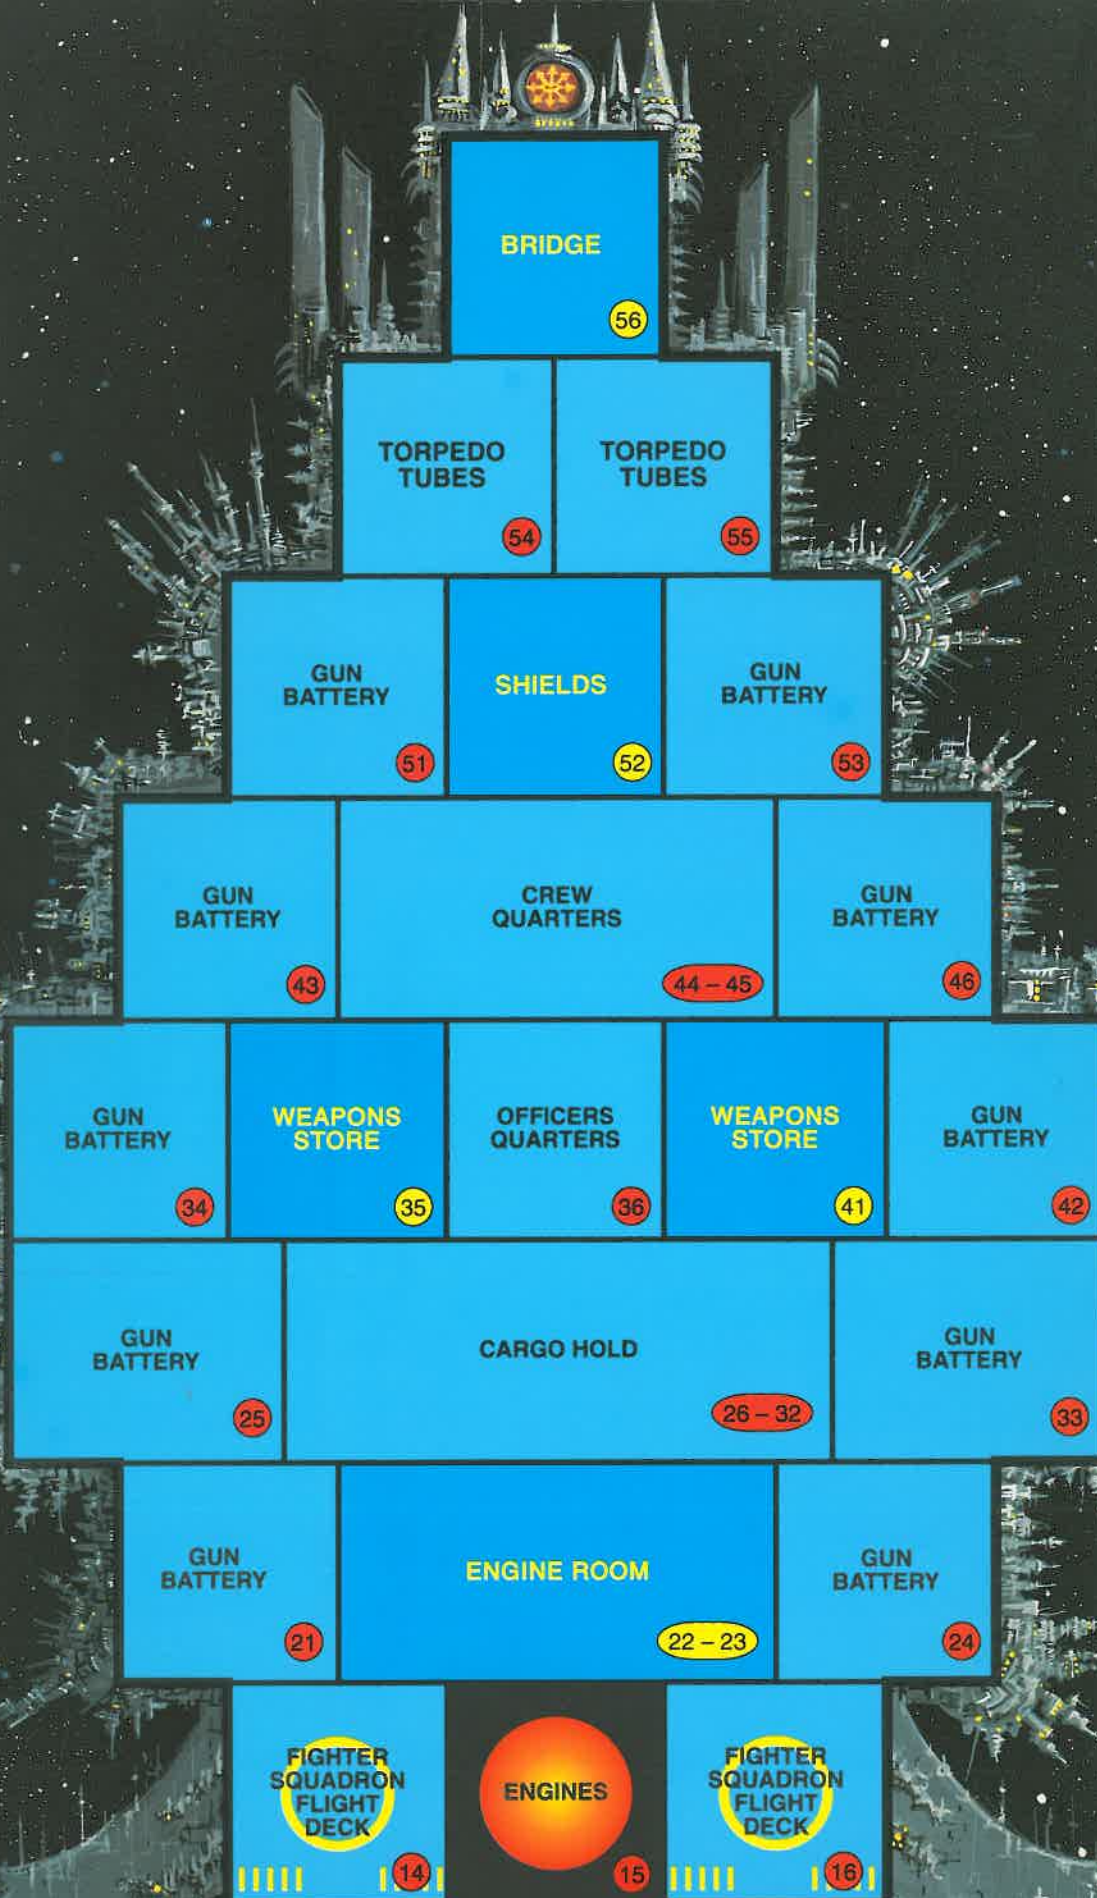 BRIDGE
56
TORPEDO
TUBES
54
TORPEDO
TUBES
55
GUN
BATTERY
51
SHIELDS
52
GUN
BATTERY
53
GUN
BATTERY
43
CREW
QUARTERS
44 – 45
GUN
BATTERY
46
GUN
BATTERY
34
WEAPONS
STORE
35
OFFICERS
QUARTERS
36
WEAPONS
STORE
41
GUN
BATTERY
42
GUN
BATTERY
25
CARGO HOLD
26 – 32
GUN
BATTERY
33
GUN
BATTERY
21
ENGINE ROOM
22 – 23
GUN
BATTERY
24
FIGHTER
SQUADRON
FLIGHT
DECK
14
ENGINES
15
FIGHTER
SQUADRON
FLIGHT
DECK
16